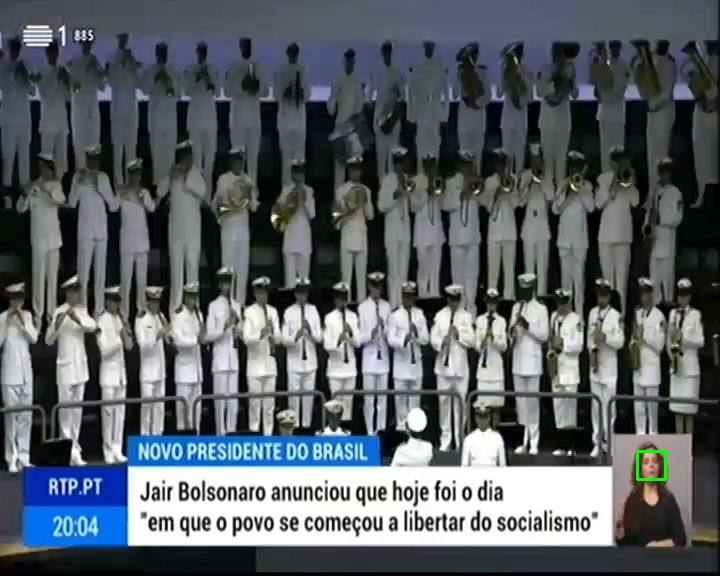 1 885
NOVO PRESIDENTE DO BRASIL
RTP.PT
Jair Bolsonaro anunciou que hoje foi o dia
20:04
"em que o povo se começou a libertar do socialismo"